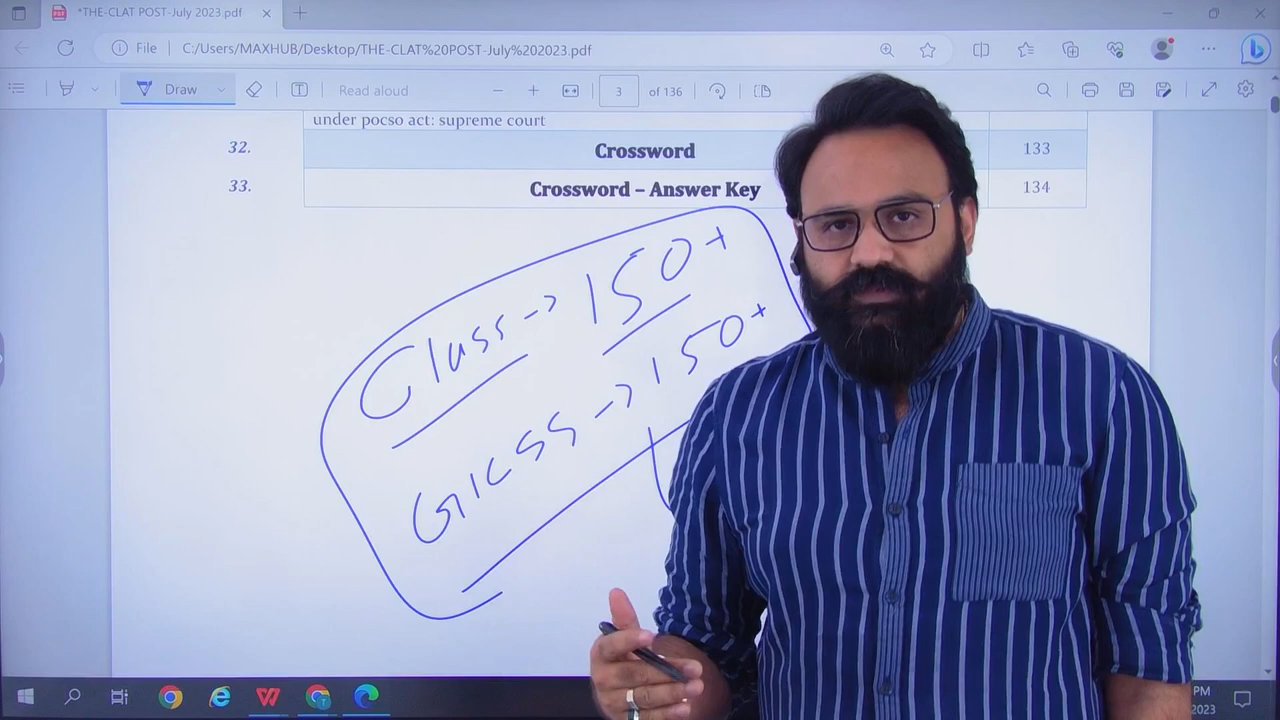 *THE-CLAT POST-July 2023.pdf
File C:/Users/MAXHUB/Desktop/THE-CLAT%20POST-July%202023.pdf
Draw Read aloud 3 of 136
under pocso act: supreme court
32. Crossword 133
33. Crossword – Answer Key 134
Class → 150+
→ 150+
PM
2023